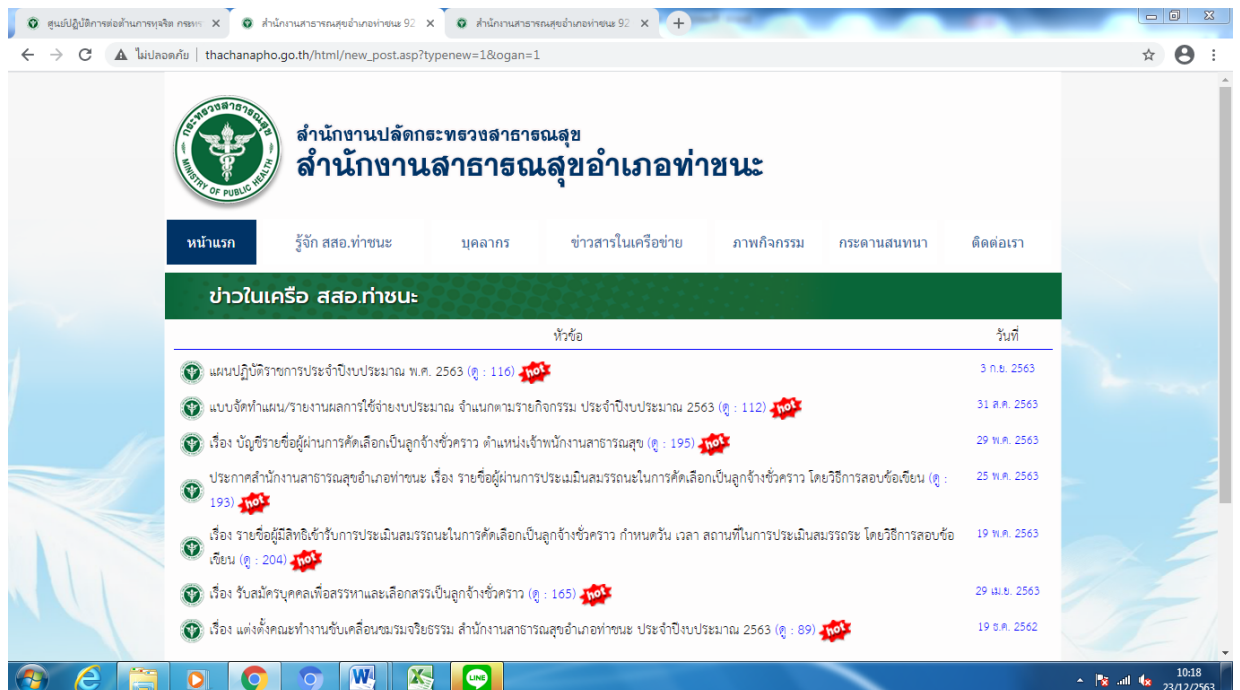 ศูนย์ปฏิบัติการต่อต้านการทุจริต กระทร
สำนักงานสาธารณสุขอำเภอท่าชนะ 92
สำนักงานสาธารณสุขอำเภอท่าชนะ 92
ไม่ปลอดภัย | thachanapho.go.th/html/new_post.asp?typenew=1&ogan=1
กระทรวงสาธารณสุข
MINISTRY OF PUBLIC HEALTH
สำนักงานปลัดกระทรวงสาธารณสุข
สำนักงานสาธารณสุขอำเภอท่าชนะ
หน้าแรก รู้จัก สสอ.ท่าชนะ บุคลากร ข่าวสารในเครือข่าย ภาพกิจกรรม กระดานสนทนา ติดต่อเรา
ข่าวในเครือ สสอ.ท่าชนะ
หัวข้อ วันที่
แผนปฏิบัติราชการประจำปีงบประมาณ พ.ศ. 2563 (ดู : 116) hot 3 ก.ย. 2563
แบบจัดทำแผน/รายงานผลการใช้จ่ายงบประมาณ จำแนกตามรายกิจกรรม ประจำปีงบประมาณ 2563 (ดู : 112) hot 31 ส.ค. 2563
เรื่อง บัญชีรายชื่อผู้ผ่านการคัดเลือกเป็นลูกจ้างชั่วคราว ตำแหน่งเจ้าพนักงานสาธารณสุข (ดู : 195) hot 29 พ.ค. 2563
ประกาศสำนักงานสาธารณสุขอำเภอท่าชนะ เรื่อง รายชื่อผู้ผ่านการประเมมินสมรรถนะในการคัดเลือกเป็นลูกจ้างชั่วคราว โดยวิธีการสอบข้อเขียน (ดู : 25 พ.ค. 2563
193) hot
เรื่อง รายชื่อผู้มีสิทธิเข้ารับการประเมินสมรรถนะในการคัดเลือกเป็นลูกจ้างชั่วคราว กำหนดวัน เวลา สถานที่ในการประเมินสมรรถระ โดยวิธีการสอบข้อ 19 พ.ค. 2563
เขียน (ดู : 204) hot
เรื่อง รับสมัครบุคคลเพื่อสรรหาและเลือกสรรเป็นลูกจ้างชั่วคราว (ดู : 165) hot 29 เม.ย. 2563
เรื่อง แต่งตั้งคณะทำงานขับเคลื่อนชมรมจริยธรรม สำนักงานสาธารณสุขอำเภอท่าชนะ ประจำปีงบประมาณ 2563 (ดู : 89) hot 19 ธ.ค. 2562
LINE
10:18
23/12/2563